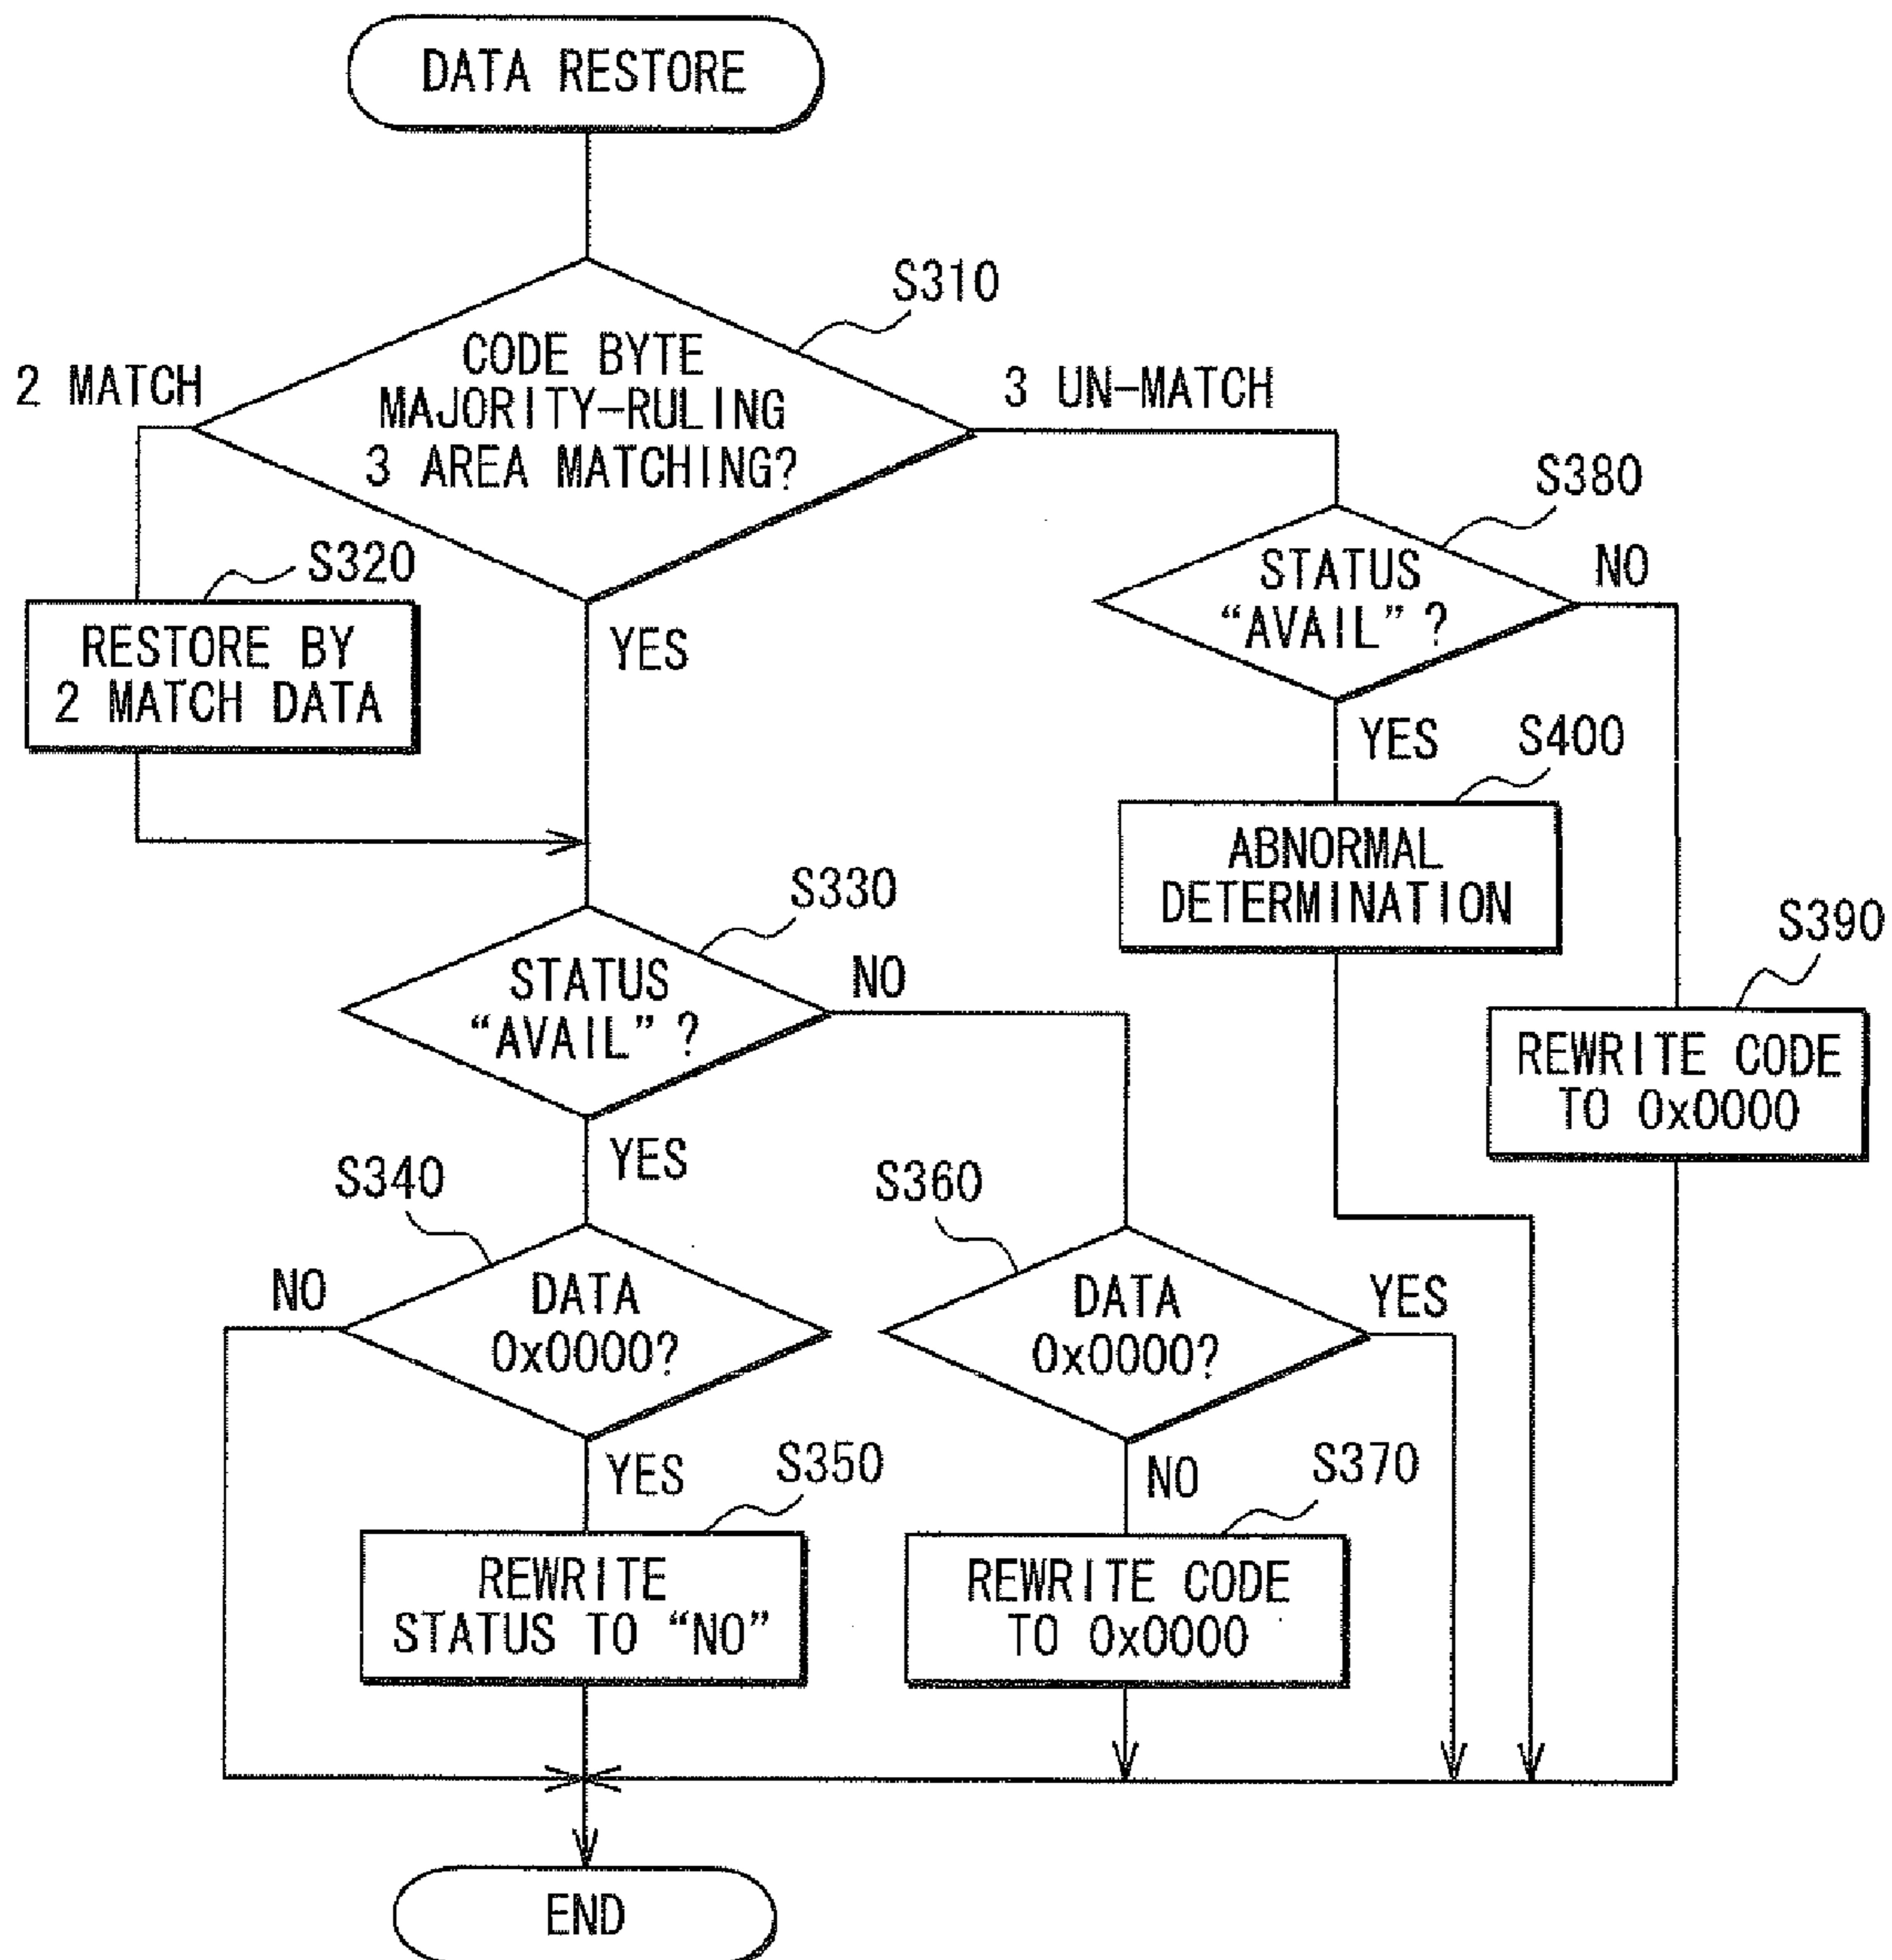 DATA RESTORE
S310
CODE BYTE
MAJORITY-RULING
3 AREA MATCHING?
2 MATCH
3 UN-MATCH
S320
RESTORE BY
2 MATCH DATA
YES
S380
STATUS
“AVAIL” ?
NO
YES
S400
ABNORMAL
DETERMINATION
S330
STATUS
“AVAIL” ?
NO
YES
S390
REWRITE CODE
TO 0x0000
S340
DATA
0x0000?
NO
YES
S360
DATA
0x0000?
YES
NO
S350
REWRITE
STATUS TO “NO”
S370
REWRITE CODE
TO 0x0000
END